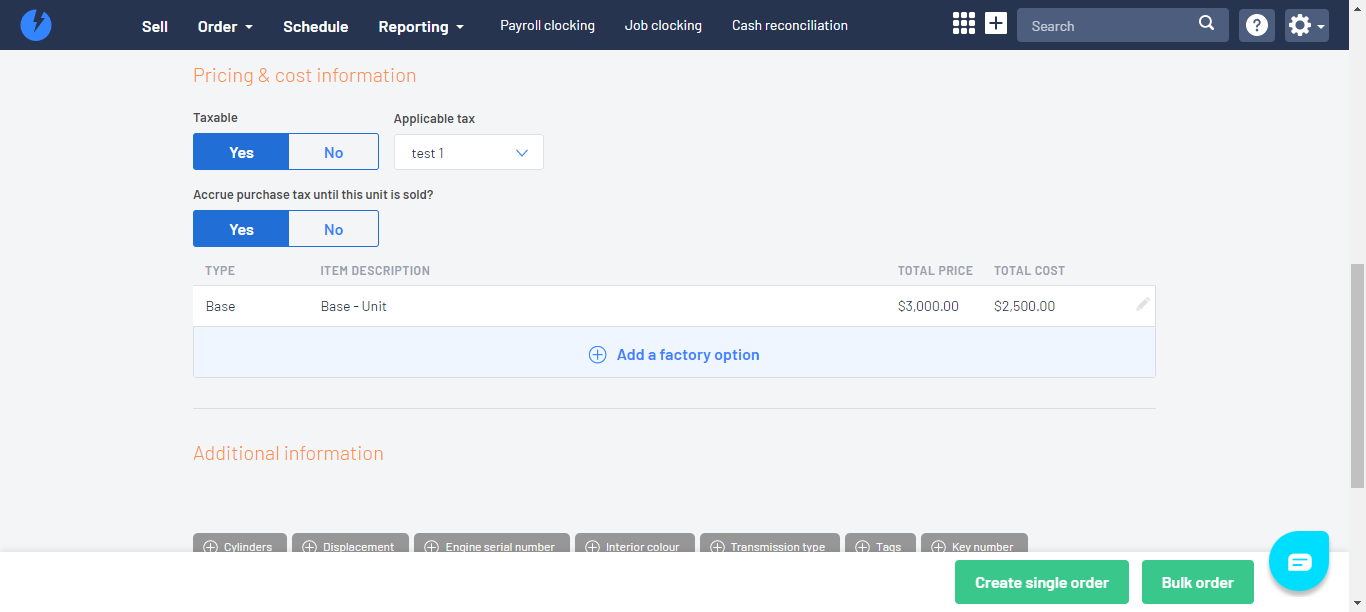 Sell Order Schedule Reporting Payroll clocking Job clocking Cash reconciliation Search
Pricing & cost information
Taxable Applicable tax
Yes No test 1
Accrue purchase tax until this unit is sold?
Yes No
TYPE ITEM DESCRIPTION TOTAL PRICE TOTAL COST
Base Base - Unit $3,000.00 $2,500.00
Add a factory option
Additional information
Cylinders Displacement Engine serial number Interior colour Transmission type Tags Key number
Create single order Bulk order